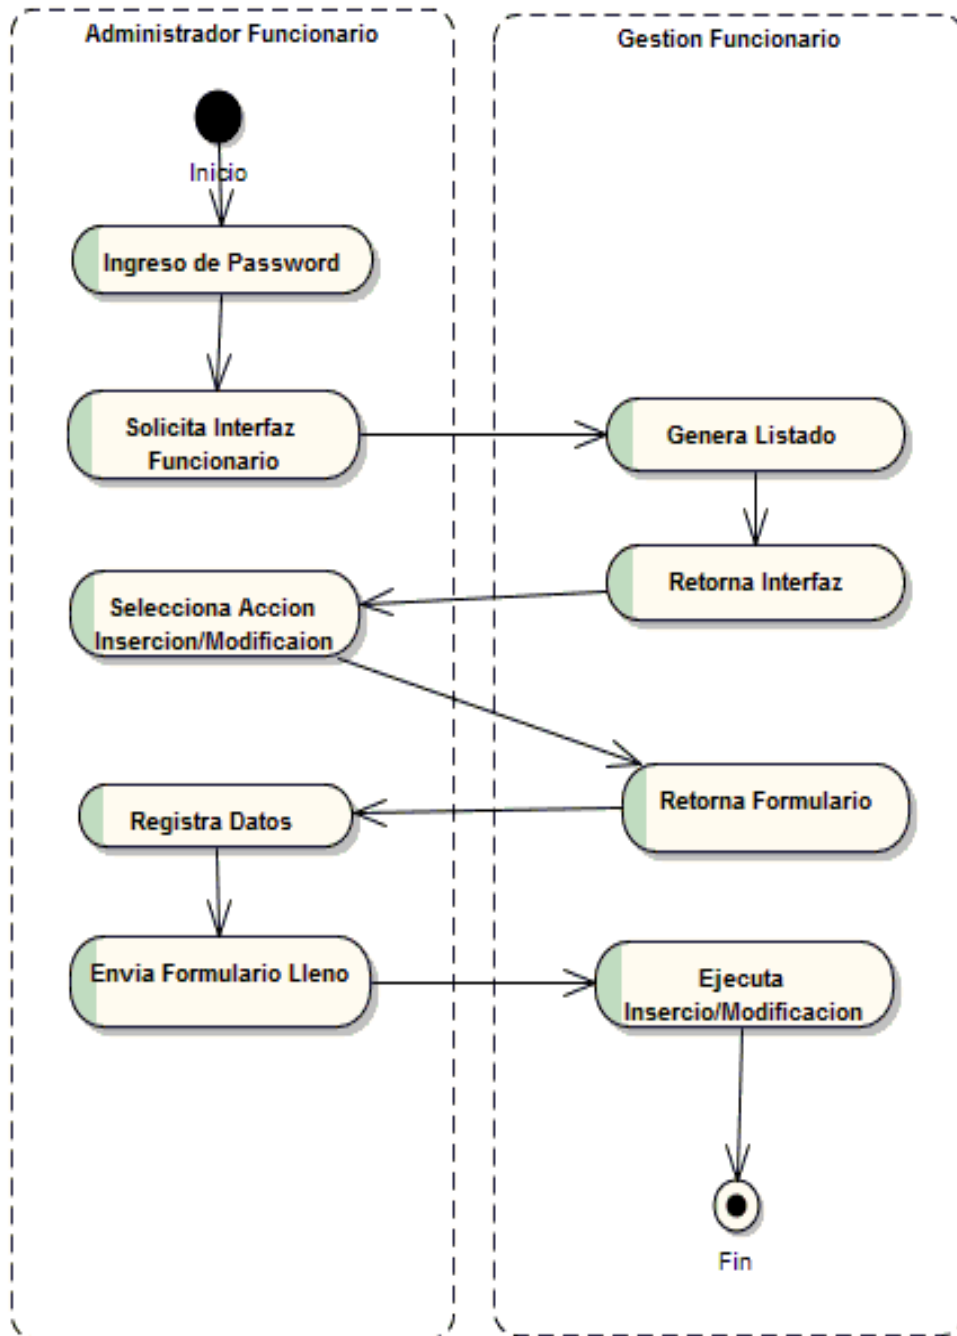 Administrador Funcionario
Gestion Funcionario
Inicio
Ingreso de Password
Solicita Interfaz
Funcionario
Genera Listado
Retorna Interfaz
Selecciona Accion
Insercion/Modificaion
Retorna Formulario
Registra Datos
Envia Formulario Lleno
Ejecuta
Insercio/Modificacion
Fin